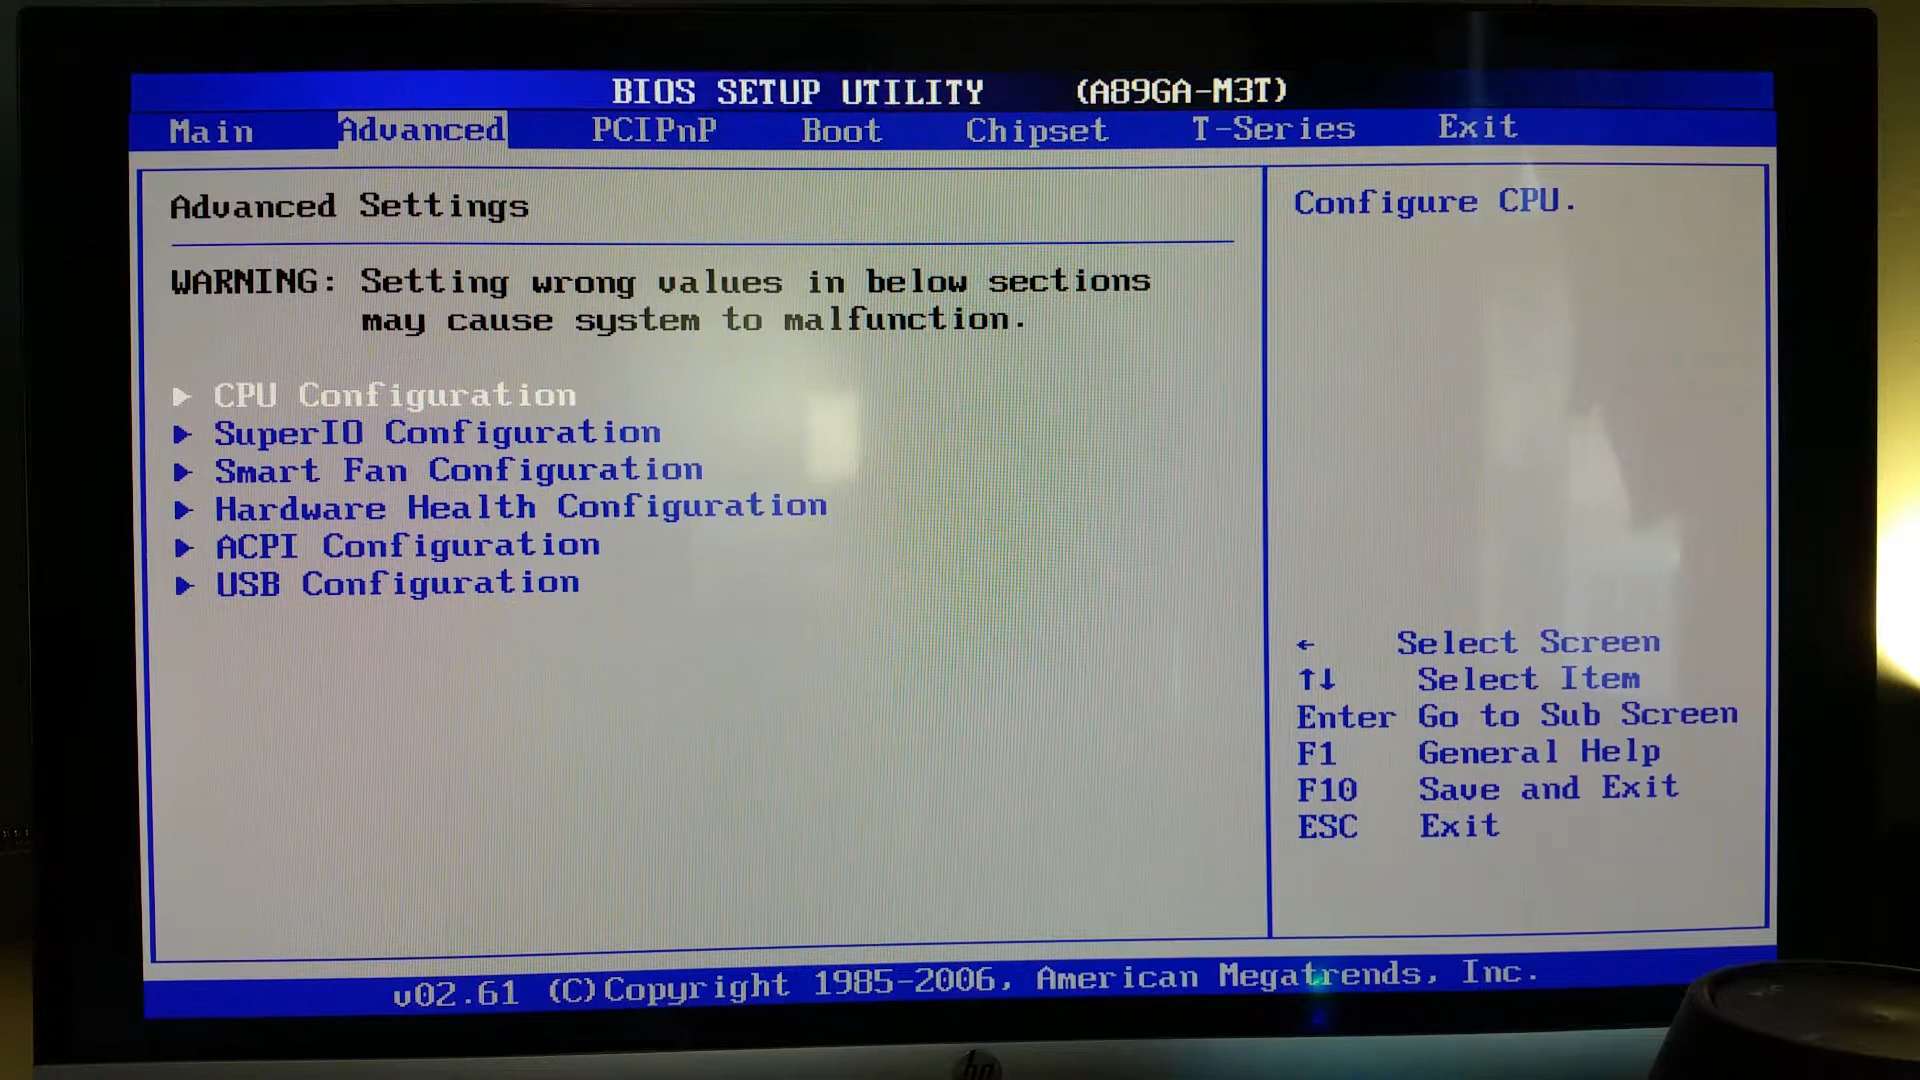 BIOS SETUP UTILITY (A89GA-M3T)
Main Advanced PCIPnP Boot Chipset T-Series Exit
Advanced Settings
WARNING: Setting wrong values in below sections
may cause system to malfunction.
▶ CPU Configuration
▶ SuperIO Configuration
▶ Smart Fan Configuration
▶ Hardware Health Configuration
▶ ACPI Configuration
▶ USB Configuration
Configure CPU.
← Select Screen
↑↓ Select Item
Enter Go to Sub Screen
F1 General Help
F10 Save and Exit
ESC Exit
v02.61 (C)Copyright 1985-2006, American Megatrends, Inc.
hp